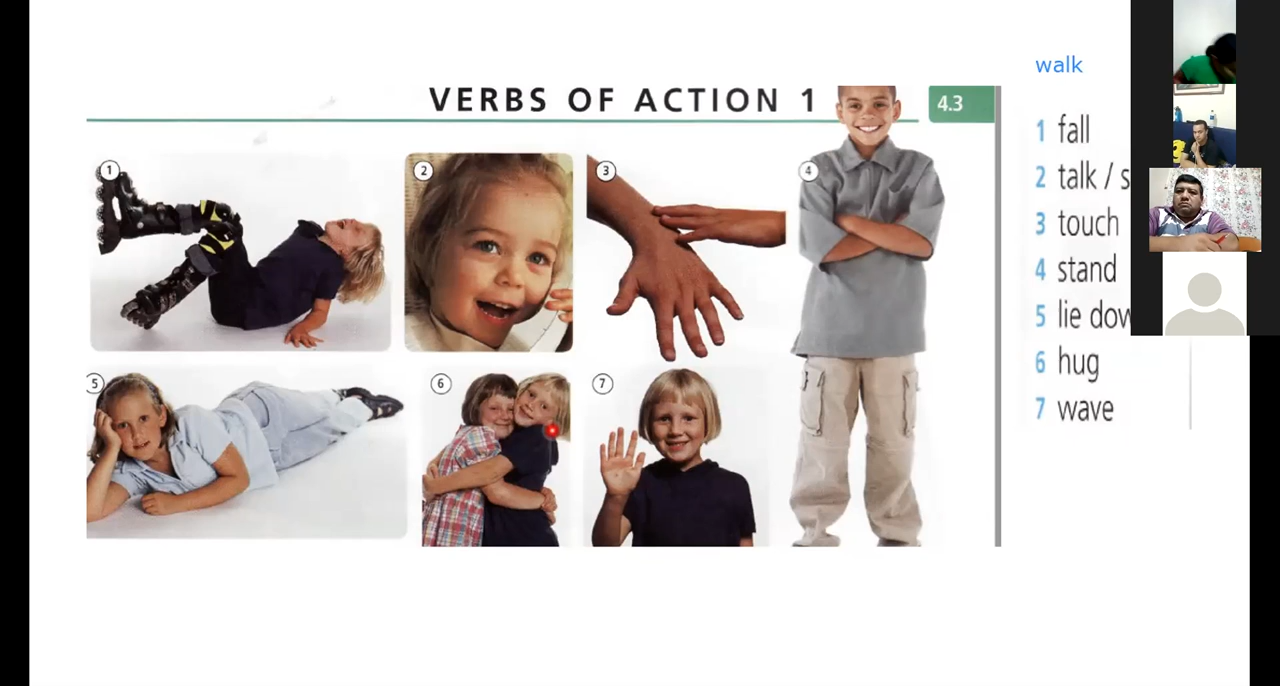 walk
VERBS OF ACTION 1
4.3
1 fall
2 talk /
3 touch
4 stand
5 lie
6 hug
7 wave
1
2
3
4
5
6
7